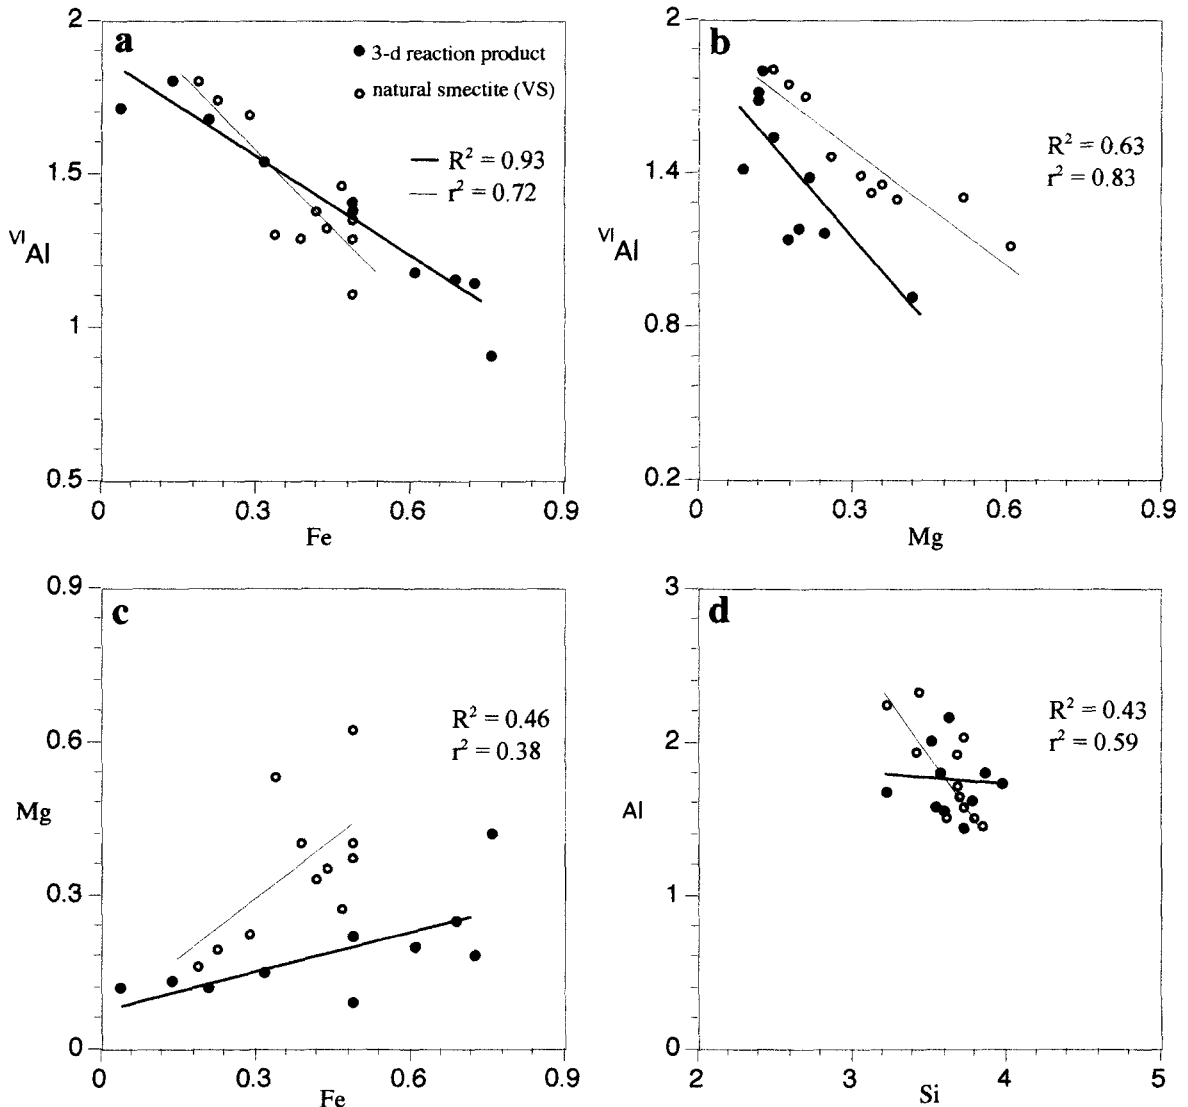 a
2
1.5
1
0.5
VI Al
0 0.3 0.6 0.9
Fe
3-d reaction product
natural smectite (VS)
R² = 0.93
r² = 0.72
b
2
1.4
0.8
0.2
VI Al
0 0.3 0.6 0.9
Mg
R² = 0.63
r² = 0.83
c
0.9
0.6
0.3
0
Mg
0 0.3 0.6 0.9
Fe
R² = 0.46
r² = 0.38
d
3
2
1
0
Al
2 3 4 5
Si
R² = 0.43
r² = 0.59